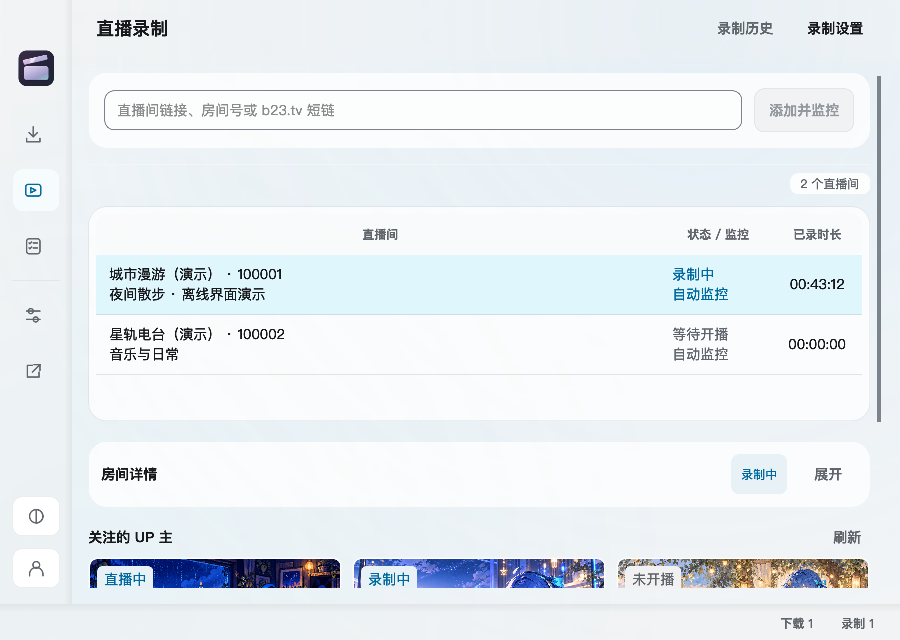 直播录制
录制历史
录制设置
直播间链接、房间号或 b23.tv 短链
添加并监控
2 个直播间
直播间
状态 / 监控
已录时长
城市漫游（演示） · 100001
夜间散步 · 离线界面演示
录制中
自动监控
00:43:12
星轨电台（演示） · 100002
音乐与日常
等待开播
自动监控
00:00:00
房间详情
录制中
展开
关注的 UP 主
刷新
直播中
录制中
未开播
下载 1
录制 1